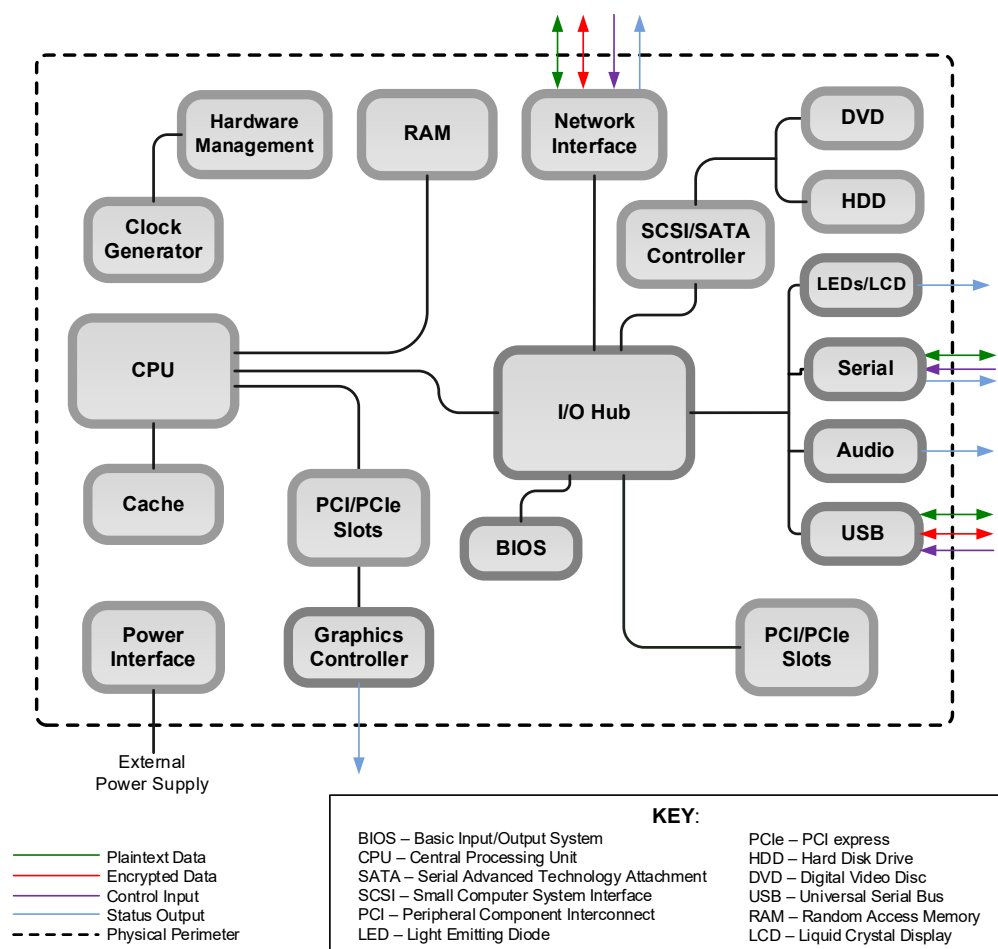 Hardware
Management
RAM
Network
Interface
DVD
HDD
Clock
Generator
SCSI/SATA
Controller
LEDs/LCD
CPU
Serial
I/O Hub
Audio
Cache
PCI/PCIe
Slots
BIOS
USB
Power
Interface
Graphics
Controller
PCI/PCIe
Slots
External
Power Supply
KEY:
BIOS – Basic Input/Output System
CPU – Central Processing Unit
SATA – Serial Advanced Technology Attachment
SCSI – Small Computer System Interface
PCI – Peripheral Component Interconnect
LED – Light Emitting Diode
PCIe – PCI express
HDD – Hard Disk Drive
DVD – Digital Video Disc
USB – Universal Serial Bus
RAM – Random Access Memory
LCD – Liquid Crystal Display
Plaintext Data
Encrypted Data
Control Input
Status Output
Physical Perimeter